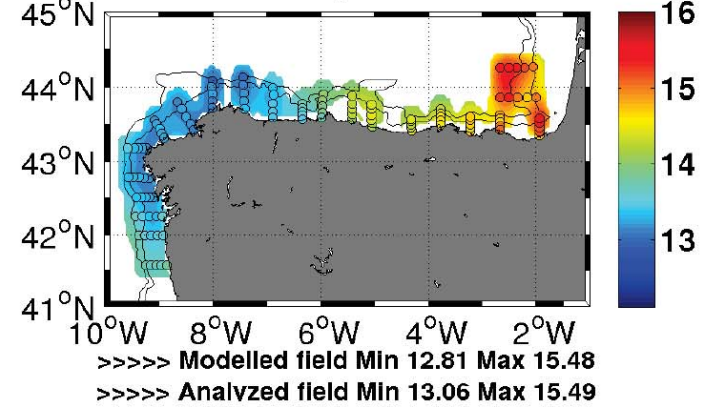 45°N
44°N
43°N
42°N
41°N
10°W 8°W 6°W 4°W 2°W
16
15
14
13
>>>>> Modelled field Min 12.81 Max 15.48
>>>>> Analyzed field Min 13.06 Max 15.49